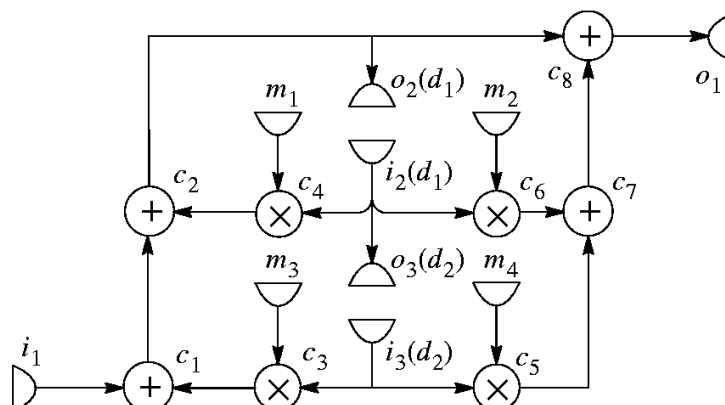 + c8 o1
m1 o2(d1) m2
c2 c4 i2(d1) c6 c7
+ × × +
m3 o3(d2) m4
i1 c1 c3 i3(d2) c5
+ × ×